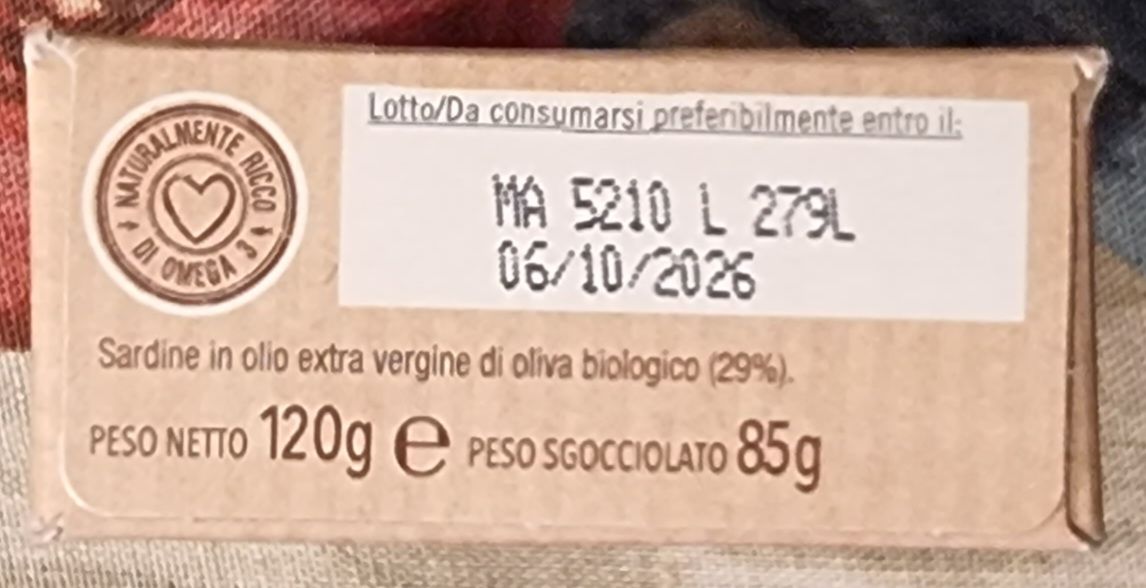 NATURALMENTE RICCO
DI OMEGA 3
Lotto/Da consumarsi preferibilmente entro il:
MA 5210 L 279L
06/10/2026
Sardine in olio extra vergine di oliva biologico (29%).
PESO NETTO 120g e PESO SGOCCIOLATO 85g